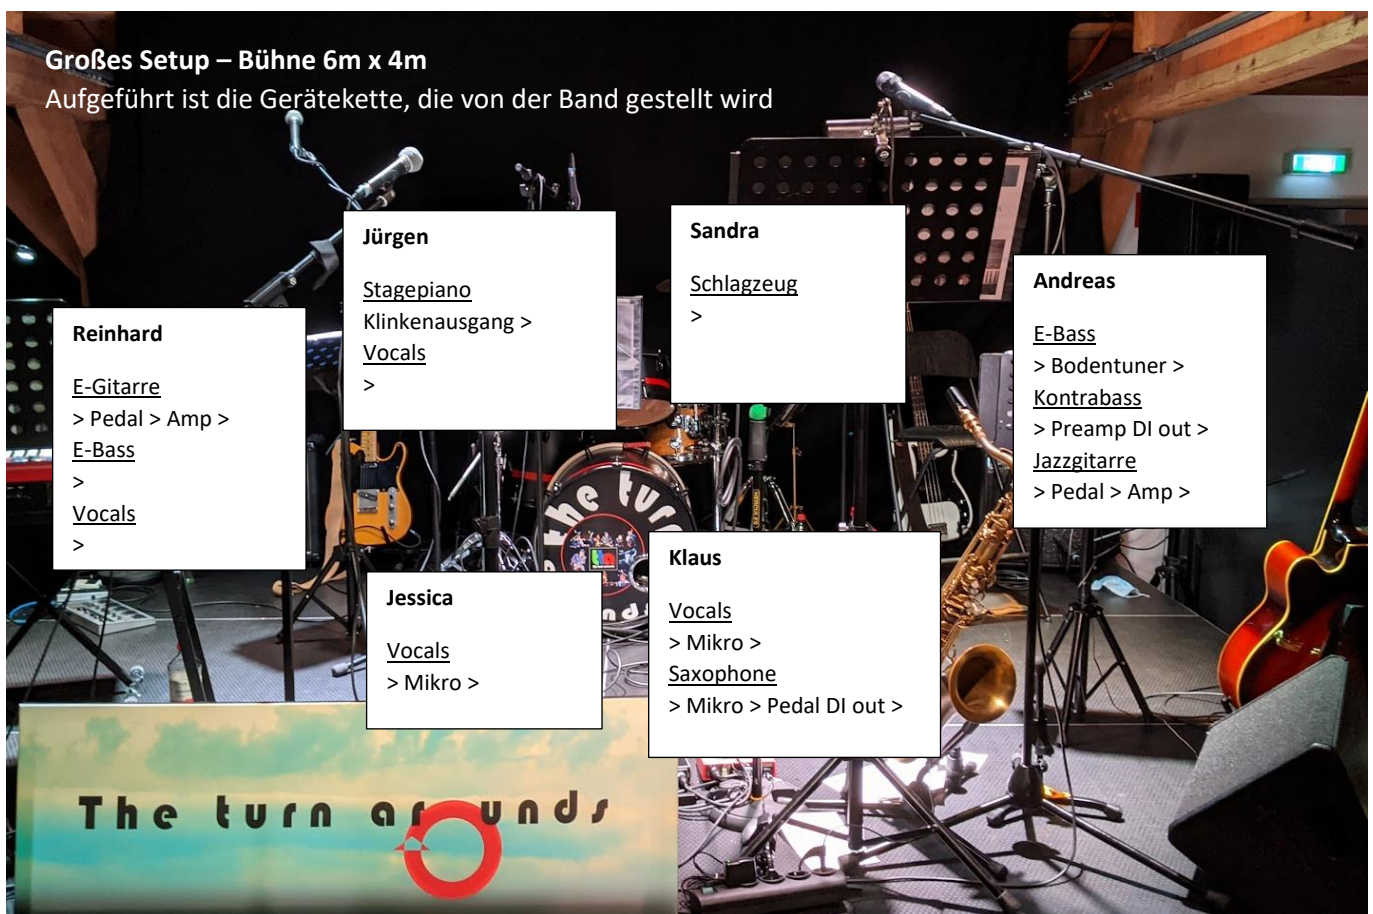 Großes Setup – Bühne 6m x 4m
Aufgeführt ist die Gerätekette, die von der Band gestellt wird
Jürgen
Stagepiano
Klinkenausgang >
Vocals
>
Sandra
Schlagzeug
>
Andreas
E-Bass
> Bodentuner >
Kontrabass
> Preamp DI out >
Jazzgitarre
> Pedal > Amp >
Reinhard
E-Gitarre
> Pedal > Amp >
E-Bass
>
Vocals
>
Jessica
Vocals
> Mikro >
Klaus
Vocals
> Mikro >
Saxophone
> Mikro > Pedal DI out >
the turn
The turn arounds